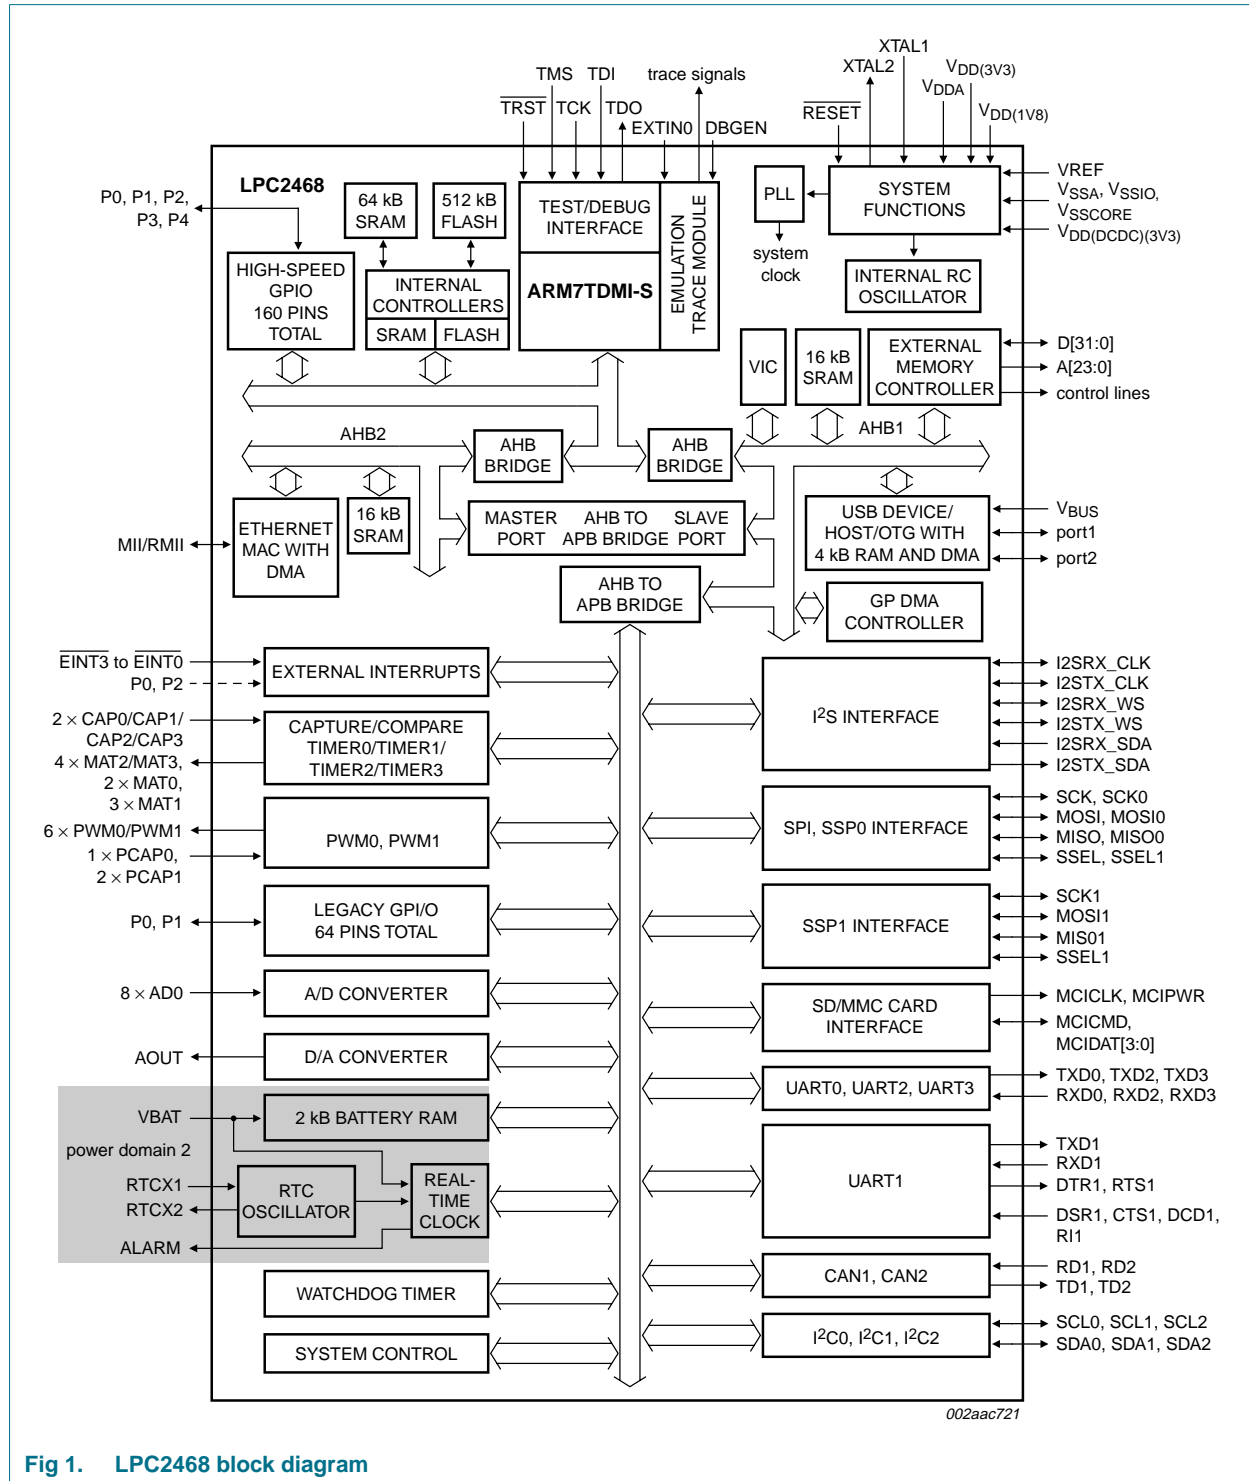 XTAL1
XTAL2
VDD(3V3)
VDDA
VDD(1V8)
RESET
TMS
TDI
trace signals
TRST
TCK
TDO
EXTIN0
DBGEN
LPC2468
P0, P1, P2,
P3, P4
64 kB
SRAM
512 kB
FLASH
TEST/DEBUG
INTERFACE
EMULATION
TRACE MODULE
PLL
SYSTEM
FUNCTIONS
VREF
VSSA, VSSIO,
VSSCORE
VDD(DCDC)(3V3)
system
clock
HIGH-SPEED
GPIO
160 PINS
TOTAL
INTERNAL
CONTROLLERS
SRAM
FLASH
ARM7TDMI-S
INTERNAL RC
OSCILLATOR
VIC
16 kB
SRAM
EXTERNAL
MEMORY
CONTROLLER
D[31:0]
A[23:0]
control lines
AHB2
AHB
BRIDGE
AHB
BRIDGE
AHB1
ETHERNET
MAC WITH
DMA
16 kB
SRAM
MASTER
PORT
AHB TO
APB BRIDGE
SLAVE
PORT
USB DEVICE/
HOST/OTG WITH
4 kB RAM AND DMA
VBUS
port1
port2
MII/RMII
AHB TO
APB BRIDGE
GP DMA
CONTROLLER
EINT3 to EINT0
P0, P2
EXTERNAL INTERRUPTS
I2S INTERFACE
I2SRX_CLK
I2STX_CLK
I2SRX_WS
I2STX_WS
I2SRX_SDA
I2STX_SDA
2 × CAP0/CAP1/
CAP2/CAP3
4 × MAT2/MAT3,
2 × MAT0,
3 × MAT1
CAPTURE/COMPARE
TIMER0/TIMER1/
TIMER2/TIMER3
6 × PWM0/PWM1
1 × PCAP0,
2 × PCAP1
PWM0, PWM1
SPI, SSP0 INTERFACE
SCK, SCK0
MOSI, MOSI0
MISO, MISO0
SSEL, SSEL1
P0, P1
LEGACY GPI/O
64 PINS TOTAL
SSP1 INTERFACE
SCK1
MOSI1
MIS01
SSEL1
8 × AD0
A/D CONVERTER
SD/MMC CARD
INTERFACE
MCICLK, MCIPWR
MCICMD,
MCIDAT[3:0]
AOUT
D/A CONVERTER
UART0, UART2, UART3
TXD0, TXD2, TXD3
RXD0, RXD2, RXD3
VBAT
2 kB BATTERY RAM
power domain 2
RTCX1
RTCX2
RTC
OSCILLATOR
REAL-
TIME
CLOCK
ALARM
UART1
TXD1
RXD1
DTR1, RTS1
DSR1, CTS1, DCD1,
RI1
WATCHDOG TIMER
CAN1, CAN2
RD1, RD2
TD1, TD2
SYSTEM CONTROL
I2C0, I2C1, I2C2
SCL0, SCL1, SCL2
SDA0, SDA1, SDA2
002aac721
Fig 1. LPC2468 block diagram